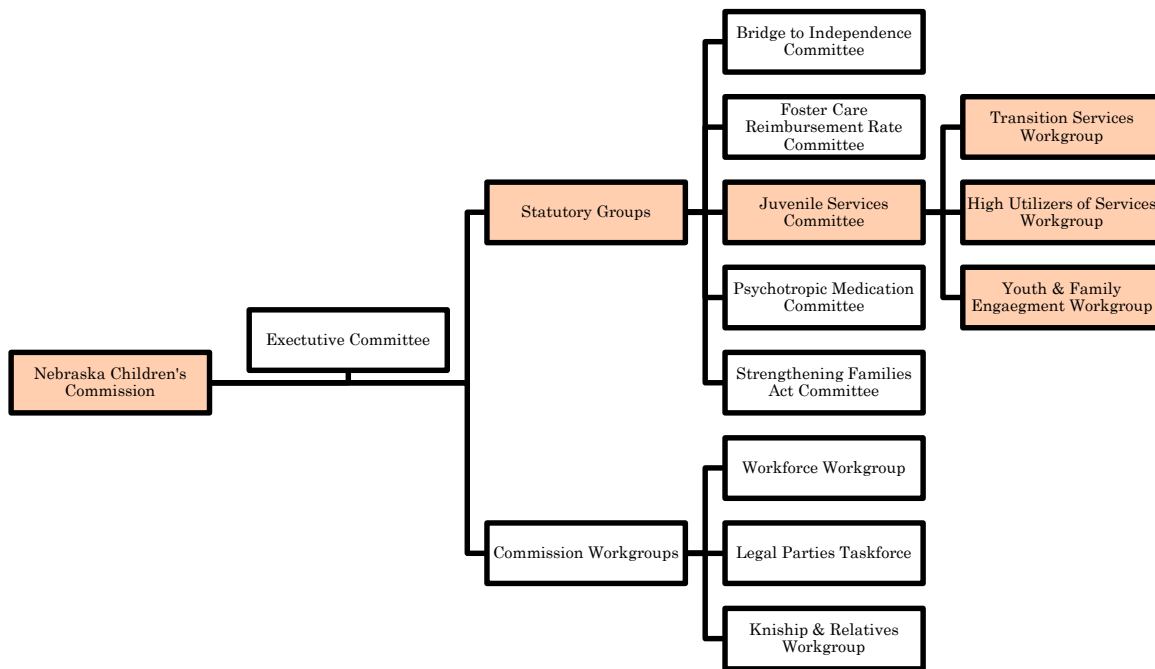 Nebraska Children's
Commission
Exectutive Committee
Statutory Groups
Bridge to Independence
Committee
Foster Care
Reimbursement Rate
Committee
Juvenile Services
Committee
Transition Services
Workgroup
High Utilizers of Services
Workgroup
Youth & Family
Engaegment Workgroup
Psychotropic Medication
Committee
Strengthening Families
Act Committee
Commission Workgroups
Workforce Workgroup
Legal Parties Taskforce
Kniship & Relatives
Workgroup